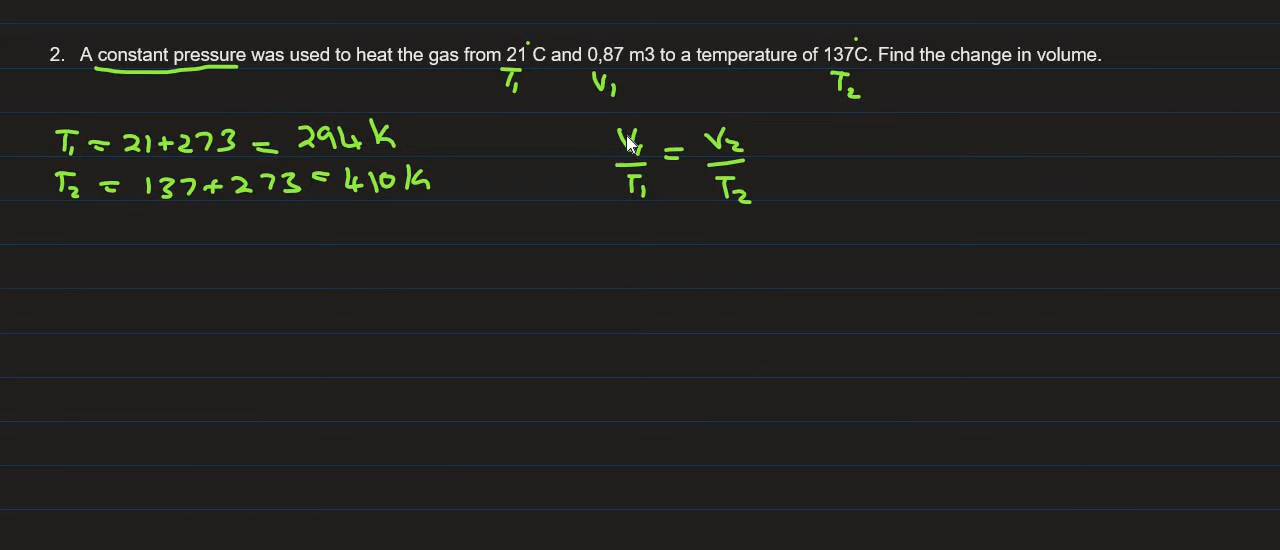 2. A constant pressure was used to heat the gas from 21°C and 0,87 m3 to a temperature of 137°C. Find the change in volume.
T₁ V₁ T₂
T₁ = 21+273 = 294 K
V₁/T₁ = V₂/T₂
T₂ = 137+273 = 410 K